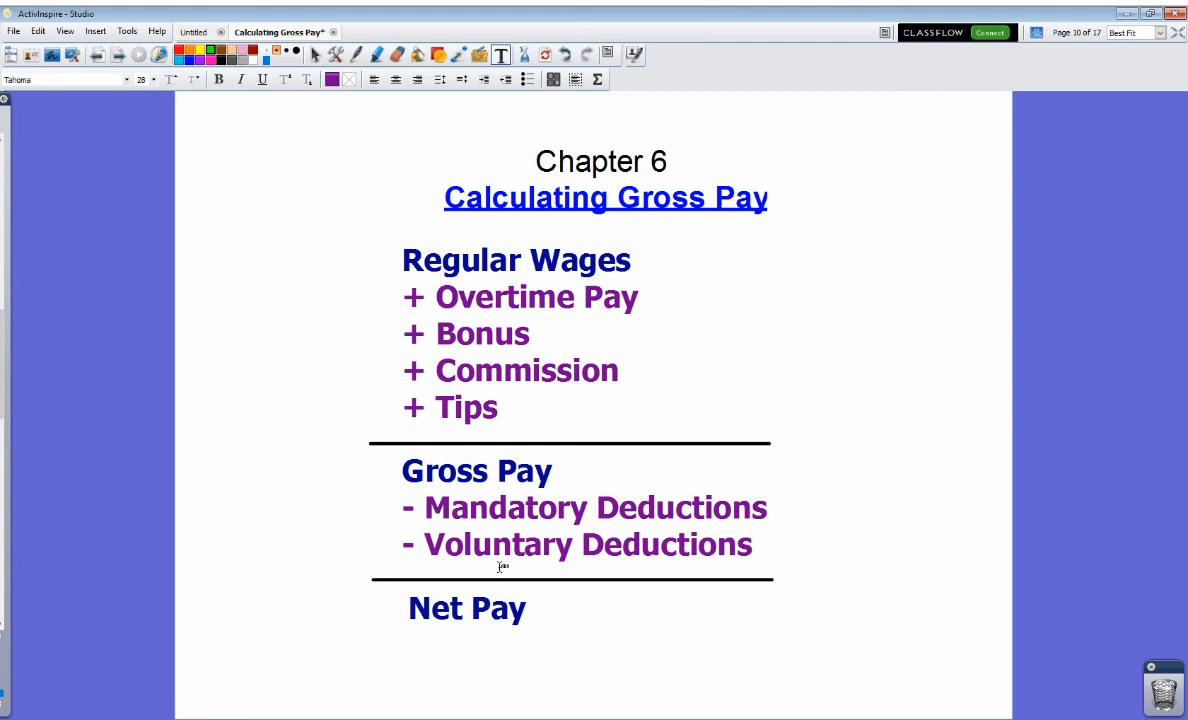 ActivInspire - Studio
File Edit View Insert Tools Help
Untitled Calculating Gross Pay*
CLASSFLOW Connect
Page 10 of 17 Best Fit
Tahoma 28 B I U
Chapter 6
Calculating Gross Pay
Regular Wages
+ Overtime Pay
+ Bonus
+ Commission
+ Tips
Gross Pay
- Mandatory Deductions
- Voluntary Deductions
Net Pay